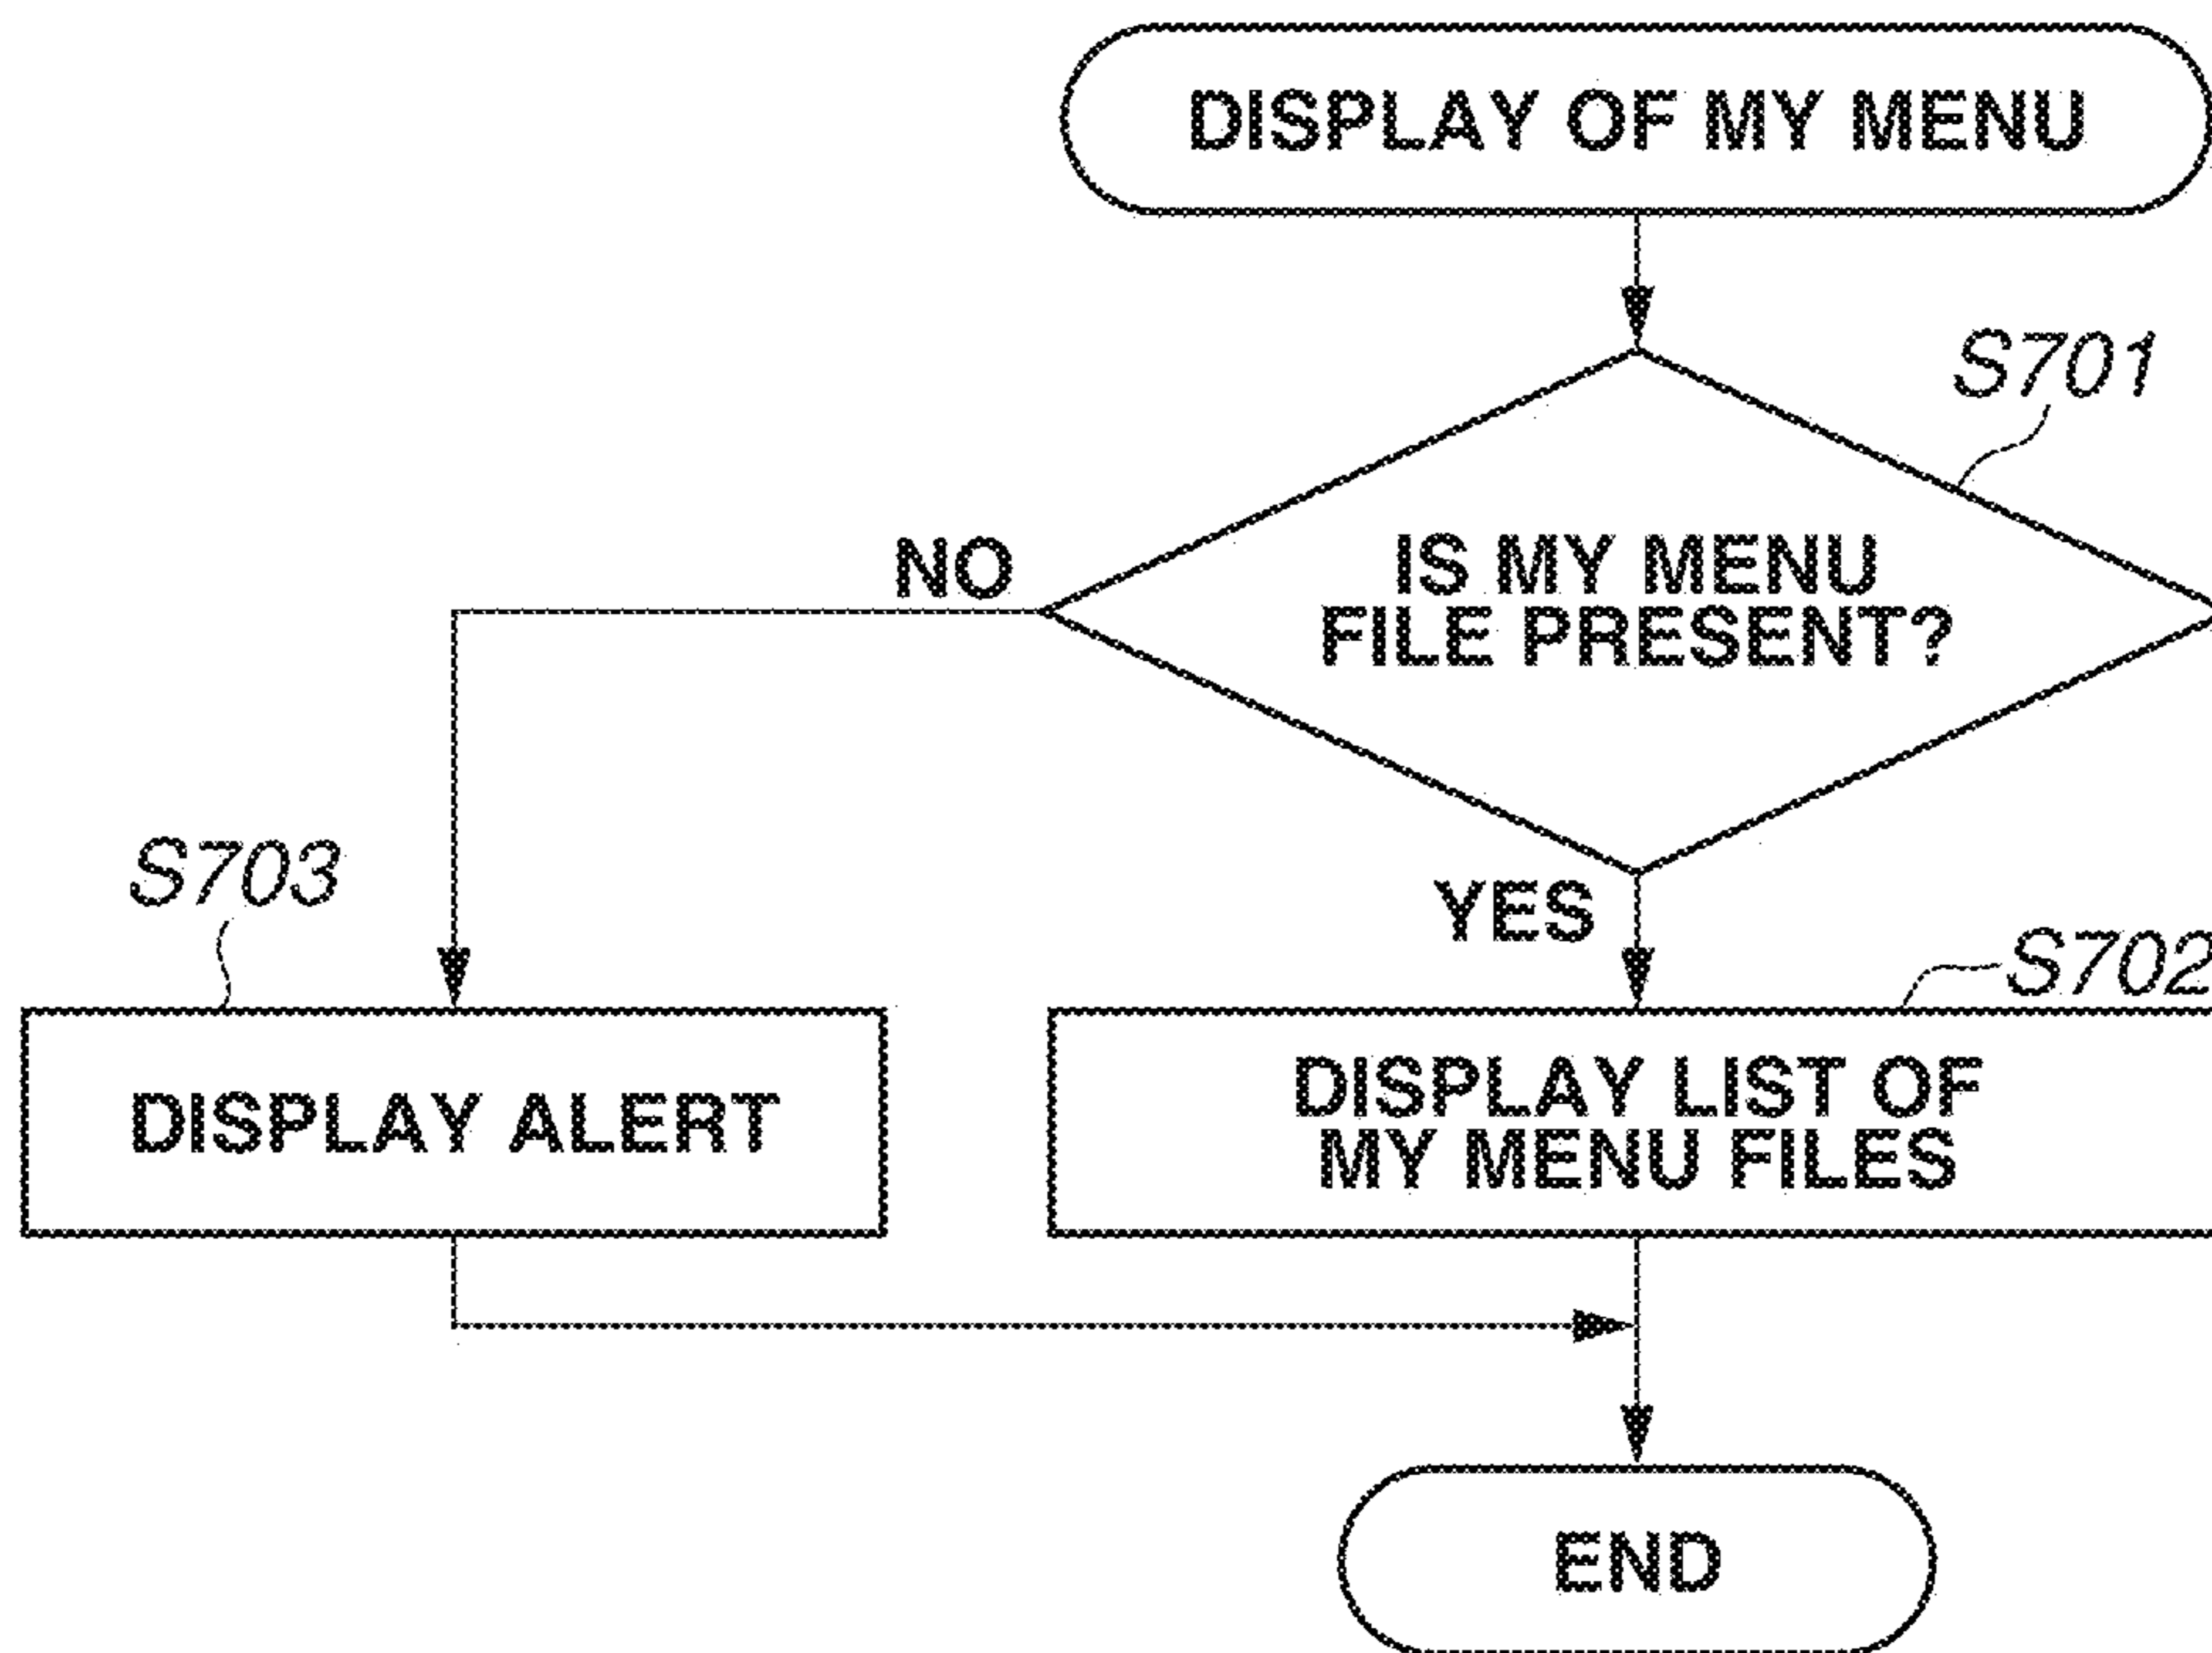 DISPLAY OF MY MENU
S701
IS MY MENU
FILE PRESENT?
NO
YES
S703
S702
DISPLAY ALERT
DISPLAY LIST OF
MY MENU FILES
END